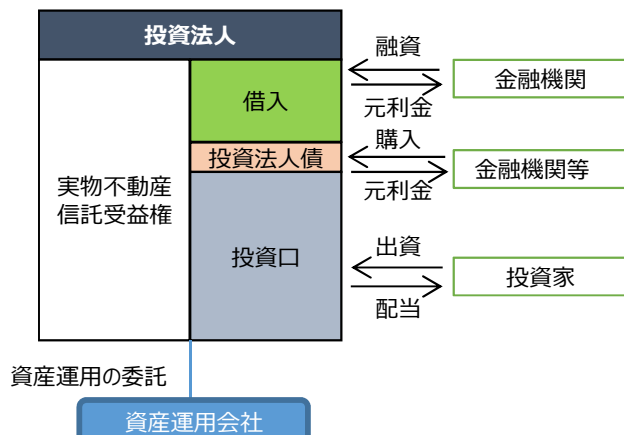 投資法人
実物不動産
信託受益権
借入
投資法人債
投資口
融資
元利金
金融機関
購入
元利金
金融機関等
出資
配当
投資家
資産運用の委託
資産運用会社